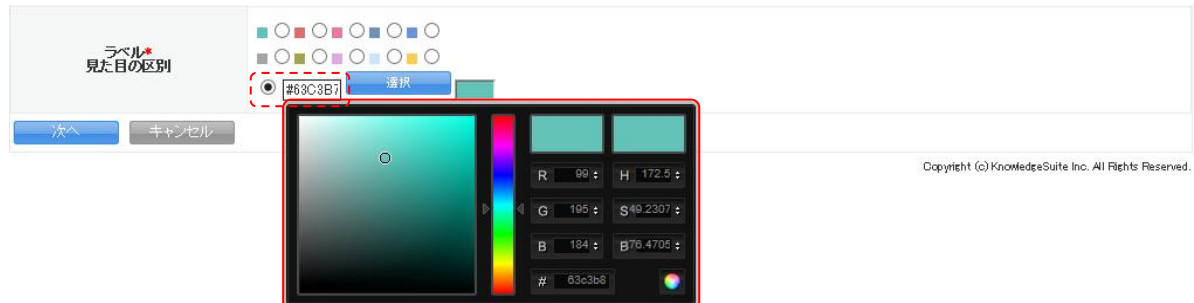 ラベル*
見た目の区別
#63C3B7
選択
次へ
キャンセル
Copyright (c) KnowledgeSuite Inc. All Rights Reserved.
R 99
H 172.5
G 195
S 49.2307
B 184
B 76.4705
# 63c3b8